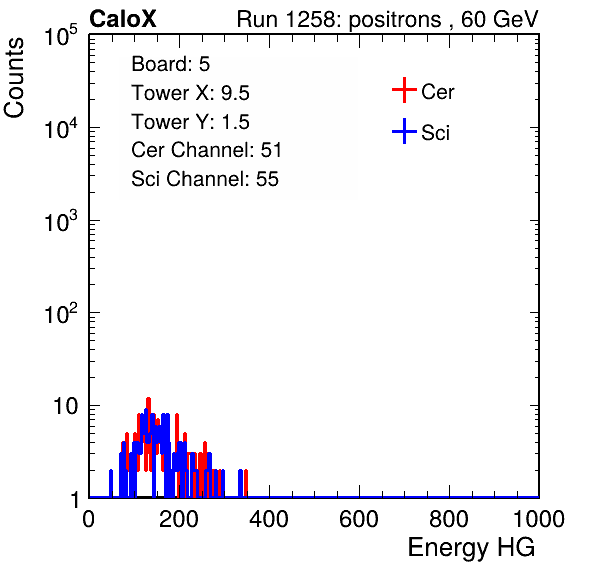 CaloX Run 1258: positrons , 60 GeV
Counts
10^5
10^4
10^3
10^2
10
1
Board: 5
Tower X: 9.5
Tower Y: 1.5
Cer Channel: 51
Sci Channel: 55
Cer
Sci
0 200 400 600 800 1000
Energy HG